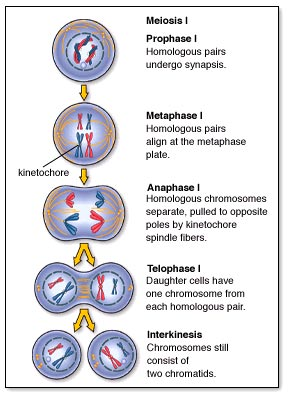 Meiosis I
Prophase I
Homologous pairs
undergo synapsis.
Metaphase I
Homologous pairs
align at the metaphase
plate.
kinetochore
Anaphase I
Homologous chromosomes
separate, pulled to opposite
poles by kinetochore
spindle fibers.
Telophase I
Daughter cells have
one chromosome from
each homologous pair.
Interkinesis
Chromosomes still
consist of
two chromatids.